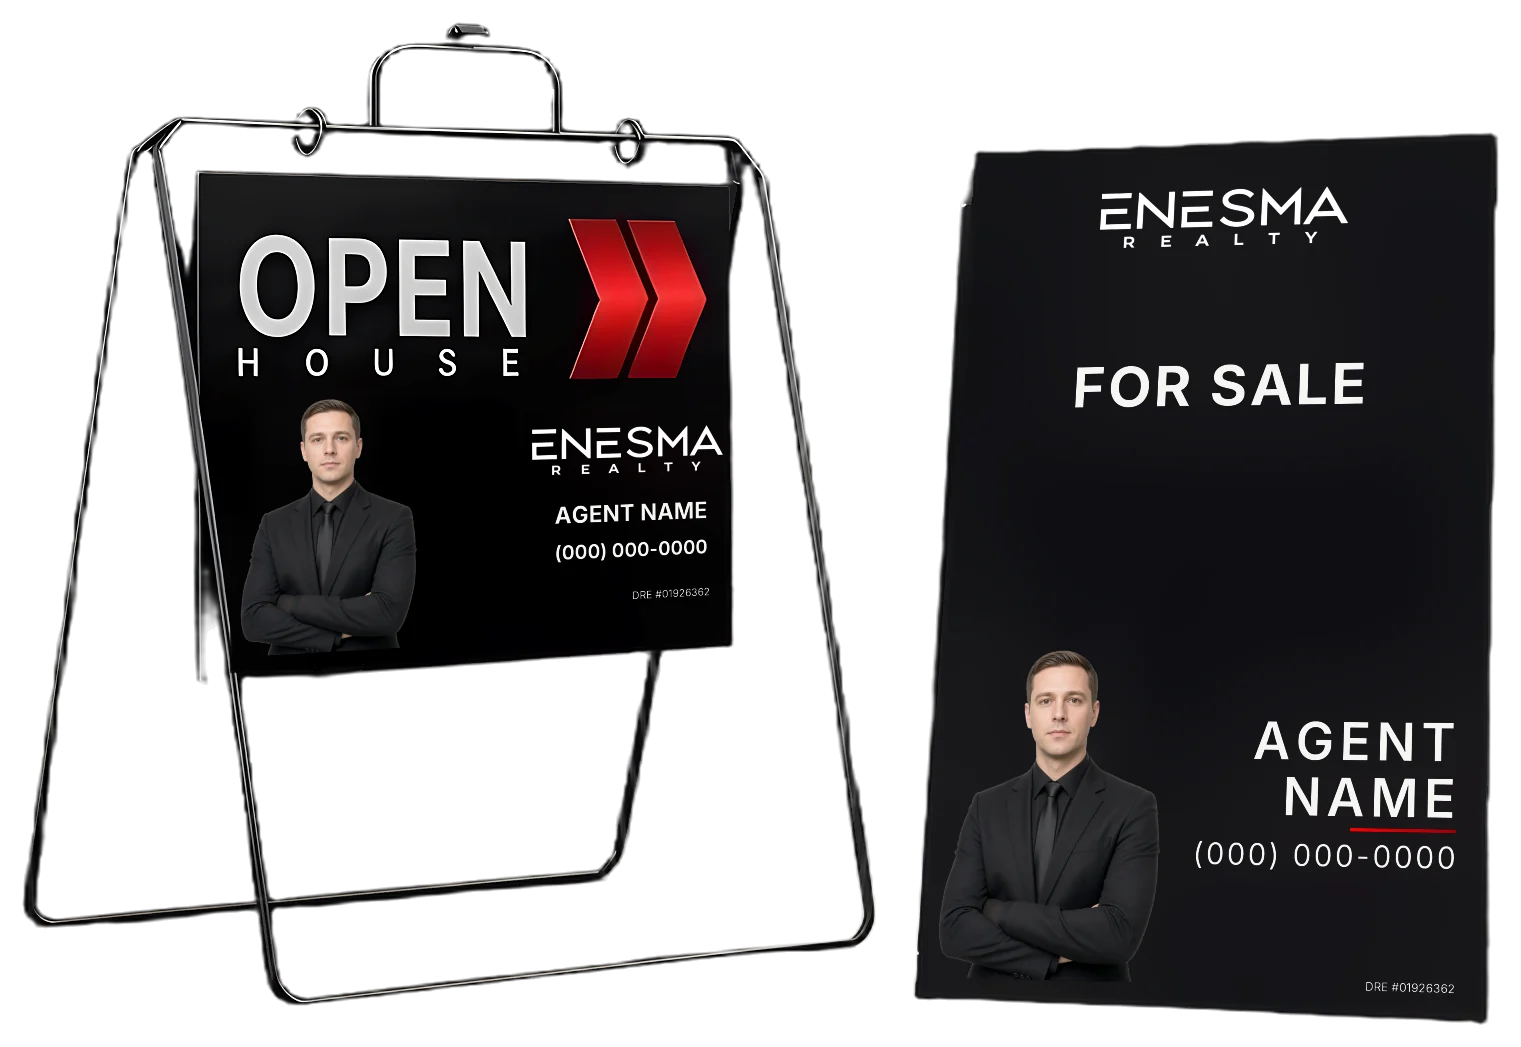 OPEN
HOUSE
ENESMA
REALTY
AGENT NAME
(000) 000-0000
DRE #01926362
ENESMA
REALTY
FOR SALE
AGENT
NAME
(000) 000-0000
DRE #01926362